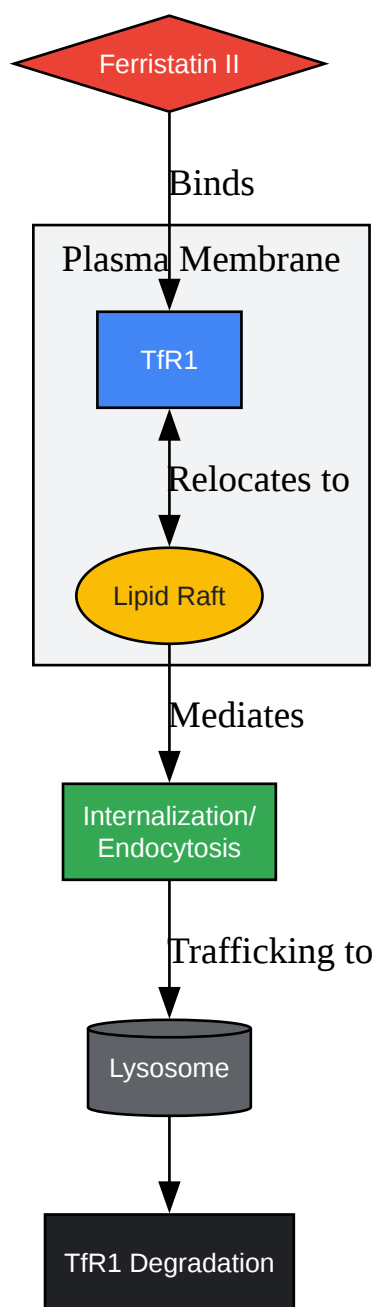 Ferristatin II
Binds
Plasma Membrane
TfR1
Relocates to
Lipid Raft
Mediates
Internalization/
Endocytosis
Trafficking to
Lysosome
TfR1 Degradation